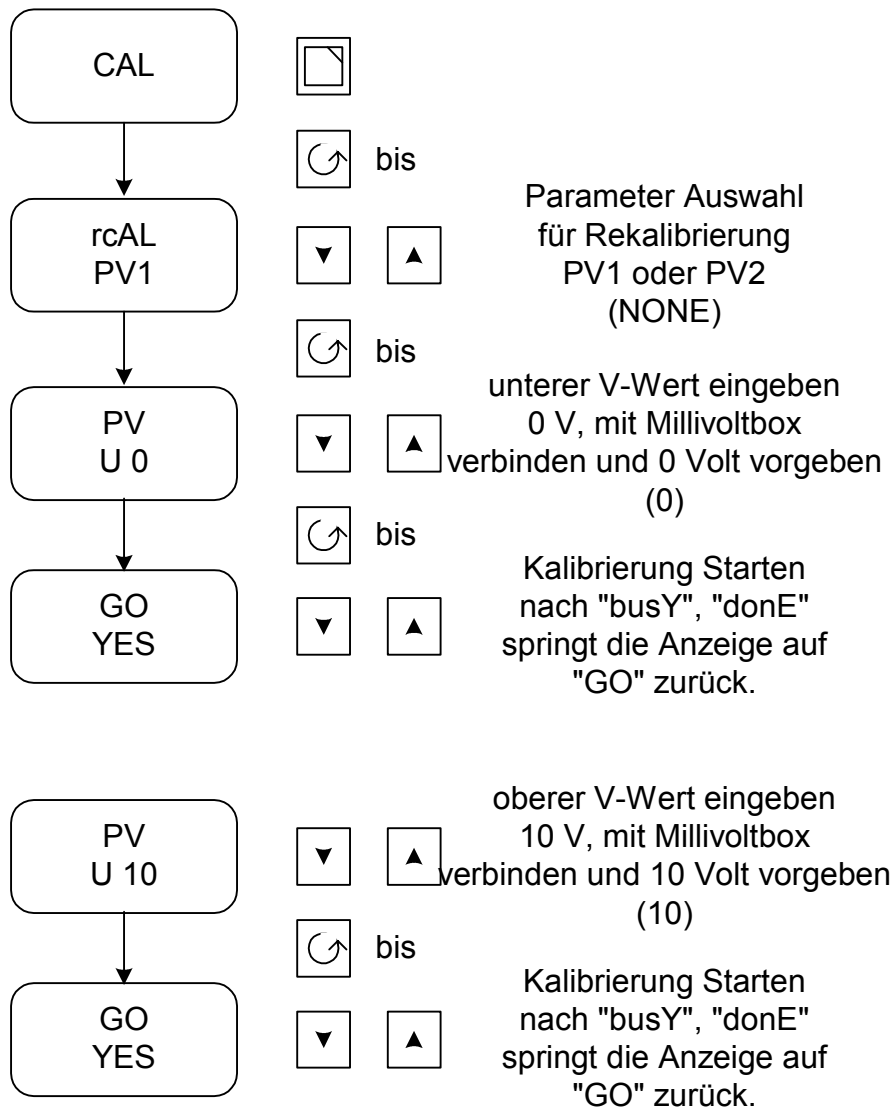 CAL
bis
rcAL
PV1
Parameter Auswahl
für Rekalibrierung
PV1 oder PV2
(NONE)
bis
PV
U 0
unterer V-Wert eingeben
0 V, mit Millivoltbox
verbinden und 0 Volt vorgeben
(0)
bis
GO
YES
Kalibrierung Starten
nach "busY", "donE"
springt die Anzeige auf
"GO" zurück.
PV
U 10
oberer V-Wert eingeben
10 V, mit Millivoltbox
verbinden und 10 Volt vorgeben
(10)
bis
GO
YES
Kalibrierung Starten
nach "busY", "donE"
springt die Anzeige auf
"GO" zurück.